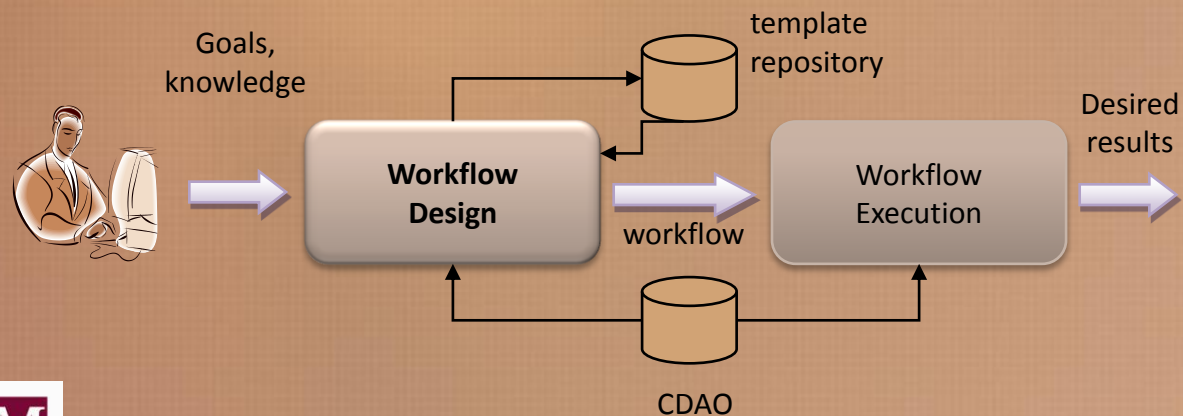 Goals,
knowledge
template
repository
Desired
results
Workflow
Design
workflow
Workflow
Execution
CDAO